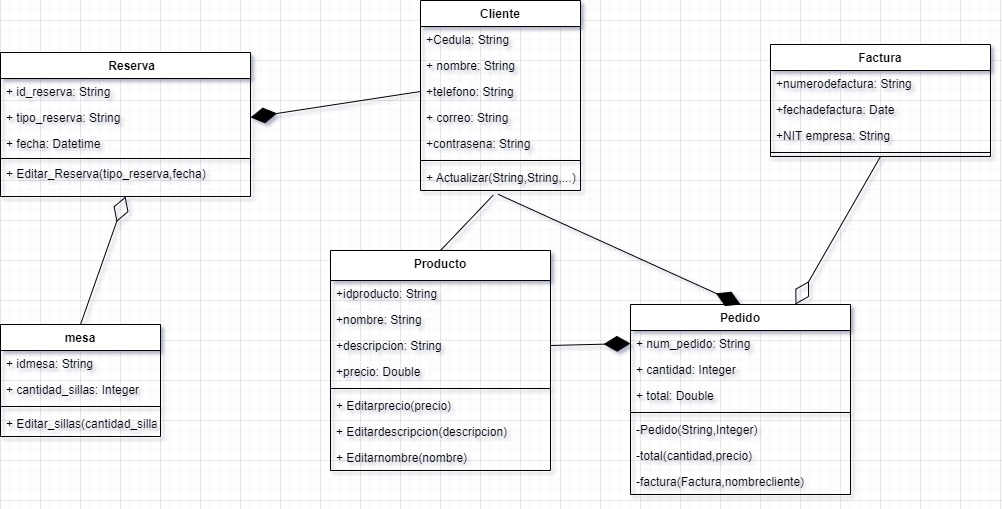 Cliente
+Cedula: String
+ nombre: String
+telefono: String
+ correo: String
+contrasena: String
+ Actualizar(String,String,...)
Reserva
+ id_reserva: String
+ tipo_reserva: String
+ fecha: Datetime
+ Editar_Reserva(tipo_reserva,fecha)
Factura
+numerodefactura: String
+fechadefactura: Date
+NIT empresa: String
Producto
+idproducto: String
+nombre: String
+descripcion: String
+precio: Double
+ Editarprecio(precio)
+ Editardescripcion(descripcion)
+ Editarnombre(nombre)
Pedido
+ num_pedido: String
+ cantidad: Integer
+ total: Double
-Pedido(String,Integer)
-total(cantidad,precio)
-factura(Factura,nombrecliente)
mesa
+ idmesa: String
+ cantidad_sillas: Integer
+ Editar_sillas(cantidad_silla